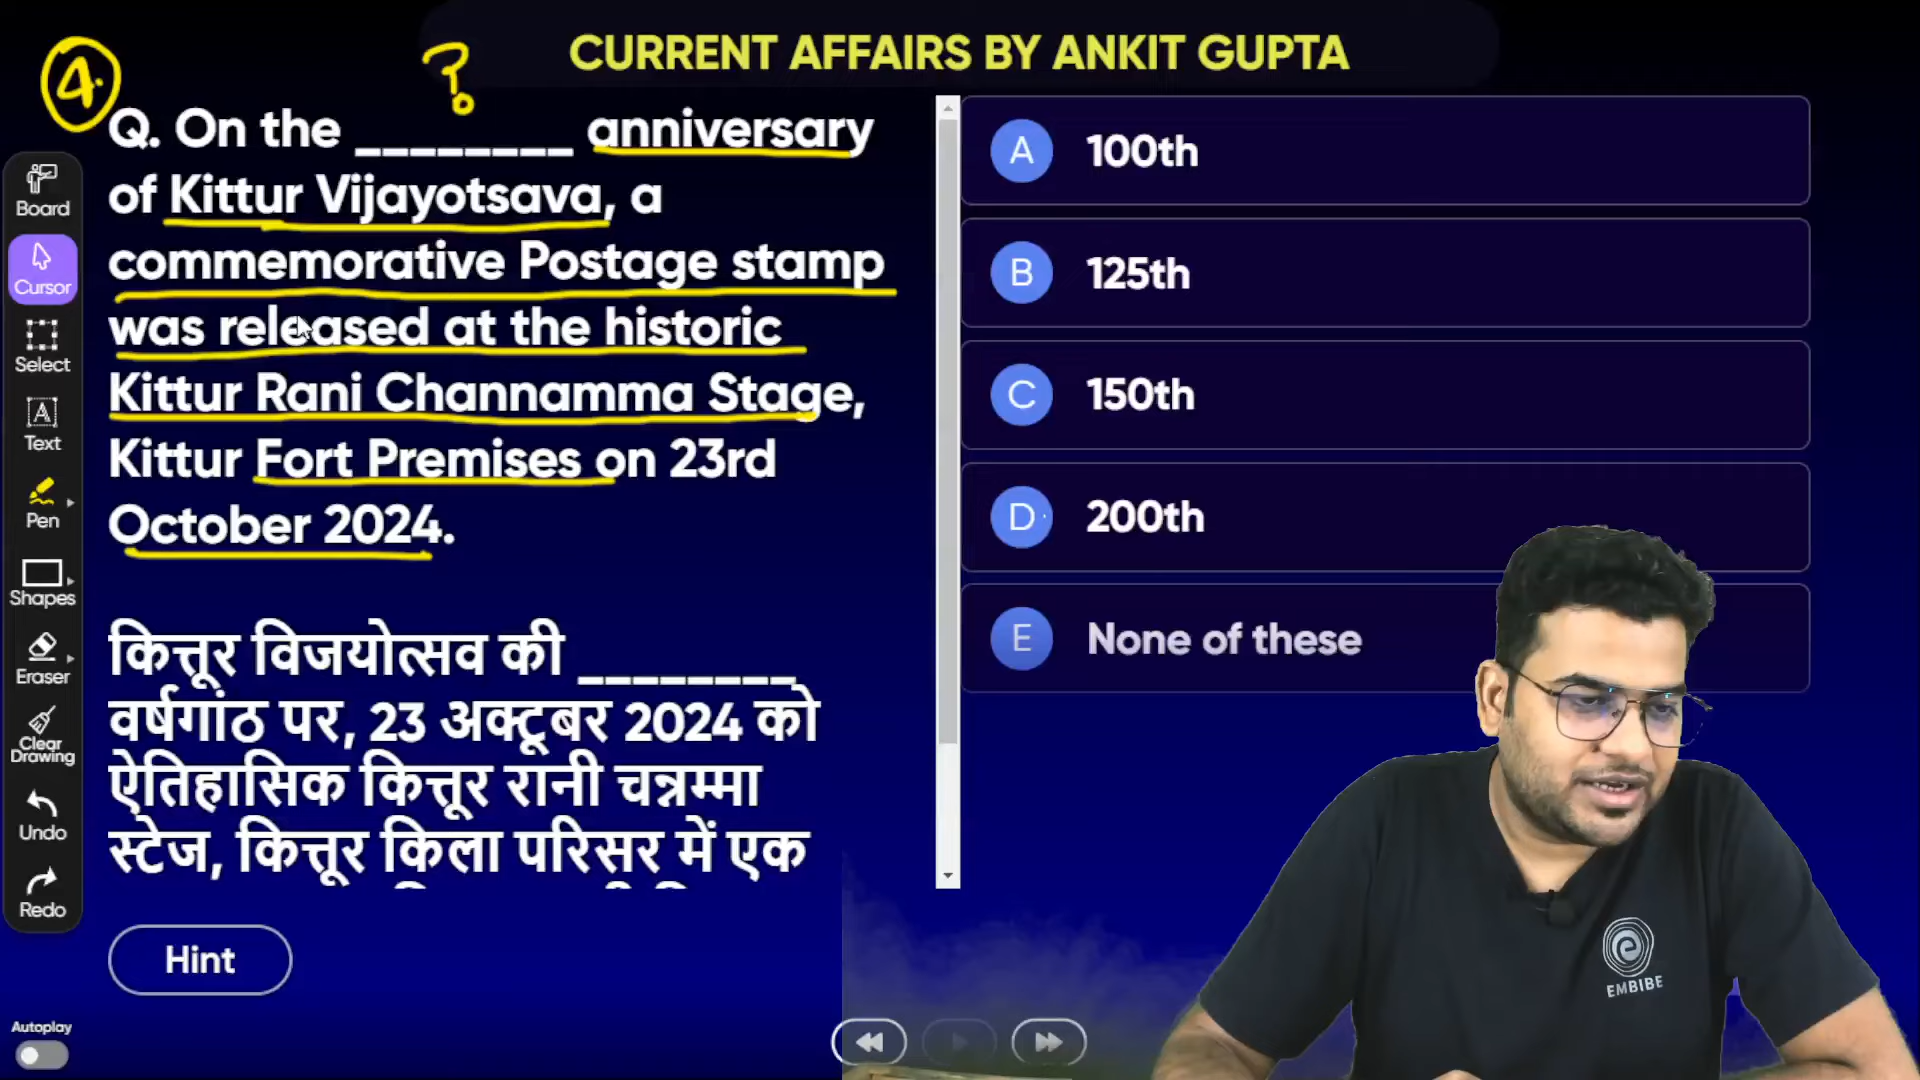 CURRENT AFFAIRS BY ANKIT GUPTA
4.
?
Q. On the ________ anniversary
of Kittur Vijayotsava, a
commemorative Postage stamp
was released at the historic
Kittur Rani Channamma Stage,
Kittur Fort Premises on 23rd
October 2024.
कित्तूर विजयोत्सव की ________
वर्षगांठ पर, 23 अक्टूबर 2024 को
ऐतिहासिक कित्तूर रानी चन्नम्मा
स्टेज, कित्तूर किला परिसर में एक
Hint
A 100th
B 125th
C 150th
D 200th
E None of these
Board
Cursor
Select
A
Text
Pen
Shapes
Eraser
Clear
Drawing
Undo
Redo
Autoplay
e
EMBIBE